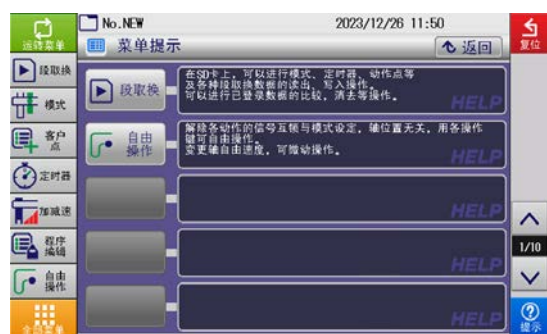 No.NEW 2023/12/26 11:50
运转菜单
菜单提示
返回
复位
段取换
模式
客户点
定时器
加减速
程序编辑
自由操作
全部菜单
段取换
在SD卡上，可以进行模式、定时器、动作点等
及各种段取换数据的读出、写入操作。
可以进行已登录数据的比较，消去等操作。
HELP
自由操作
解除各动作的信号互锁与模式设定，轴位置无关，用各操作
键可自由操作。
变更轴自由速度，可微动操作。
HELP
HELP
HELP
HELP
1/10
提示